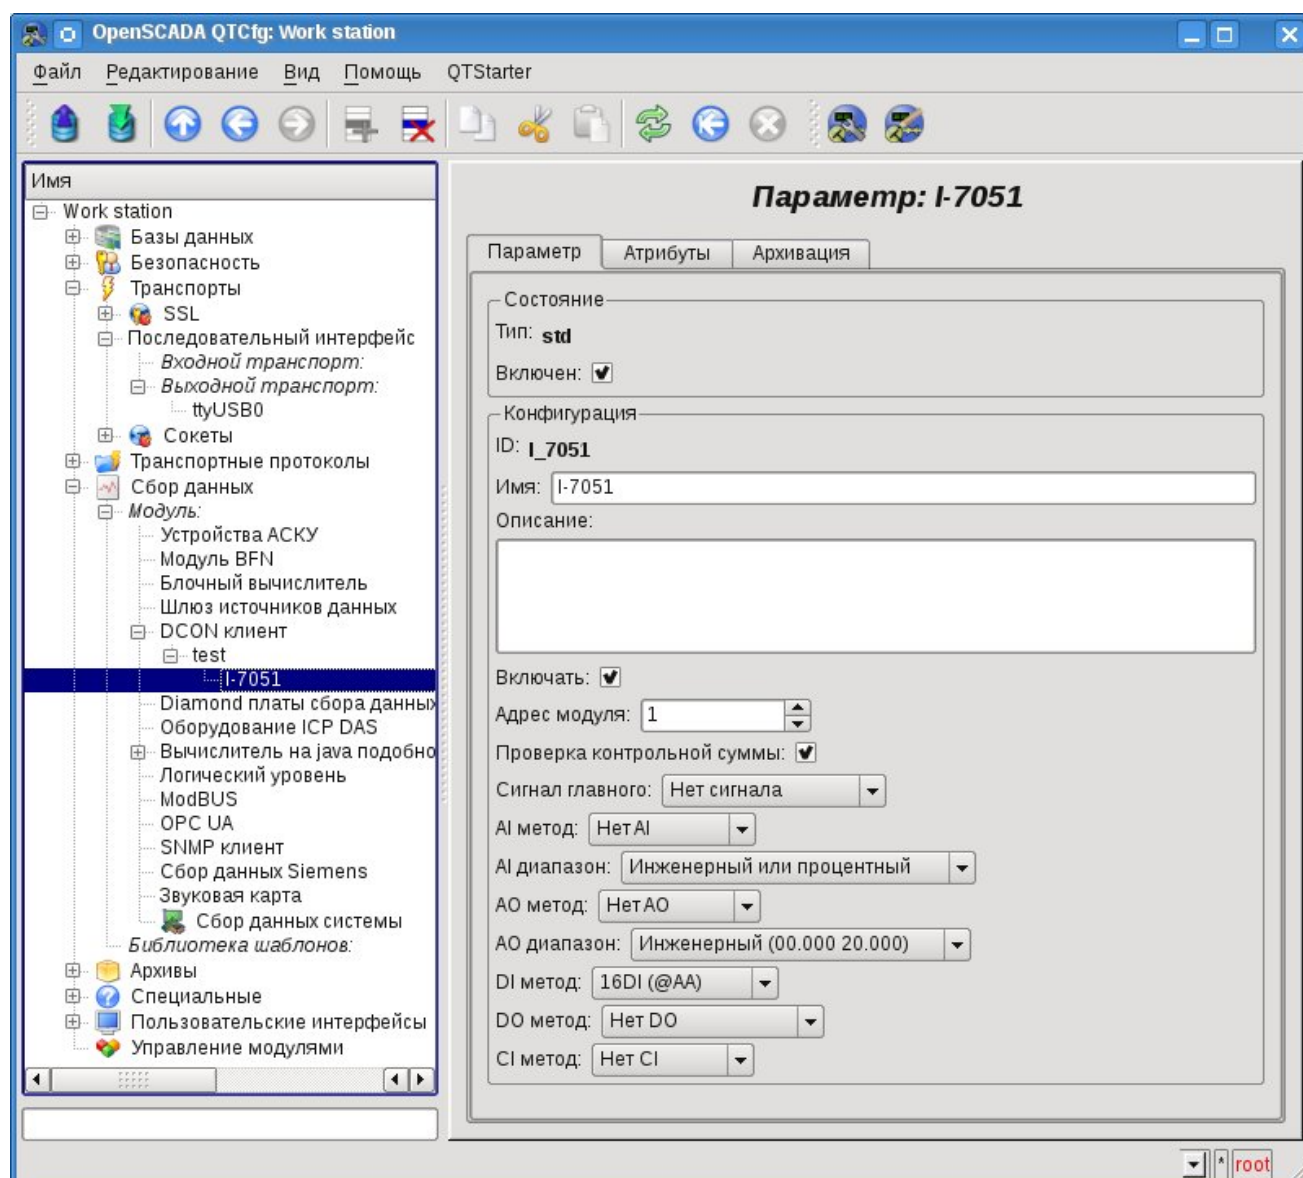 OpenSCADA QTCfg: Work station
Файл Редактирование Вид Помощь QTStarter
Имя
Work station
Базы данных
Безопасность
Транспорты
SSL
Последовательный интерфейс
Входной транспорт:
Выходной транспорт:
ttyUSB0
Сокеты
Транспортные протоколы
Сбор данных
Модуль:
Устройства АСКУ
Модуль BFN
Блочный вычислитель
Шлюз источников данных
DCON клиент
test
I-7051
Diamond платы сбора данных
Оборудование ICP DAS
Вычислитель на java подобно
Логический уровень
ModBUS
OPC UA
SNMP клиент
Сбор данных Siemens
Звуковая карта
Сбор данных системы
Библиотека шаблонов:
Архивы
Специальные
Пользовательские интерфейсы
Управление модулями
Параметр: I-7051
Параметр Атрибуты Архивация
Состояние
Тип: std
Включен:
Конфигурация
ID: I_7051
Имя: I-7051
Описание:
Включать:
Адрес модуля: 1
Проверка контрольной суммы:
Сигнал главного: Нет сигнала
AI метод: Нет AI
AI диапазон: Инженерный или процентный
AO метод: Нет AO
AO диапазон: Инженерный (00.000 20.000)
DI метод: 16DI (@AA)
DO метод: Нет DO
CI метод: Нет CI
* root